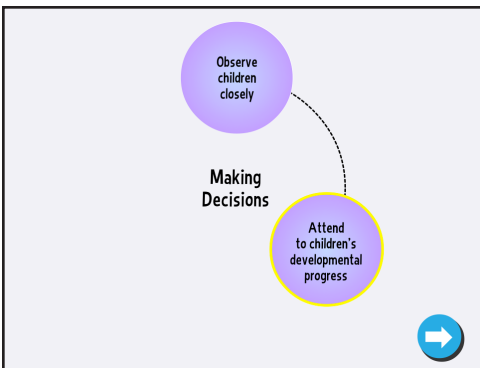 Observe
children
closely
Making
Decisions
Attend
to children's
developmental
progress